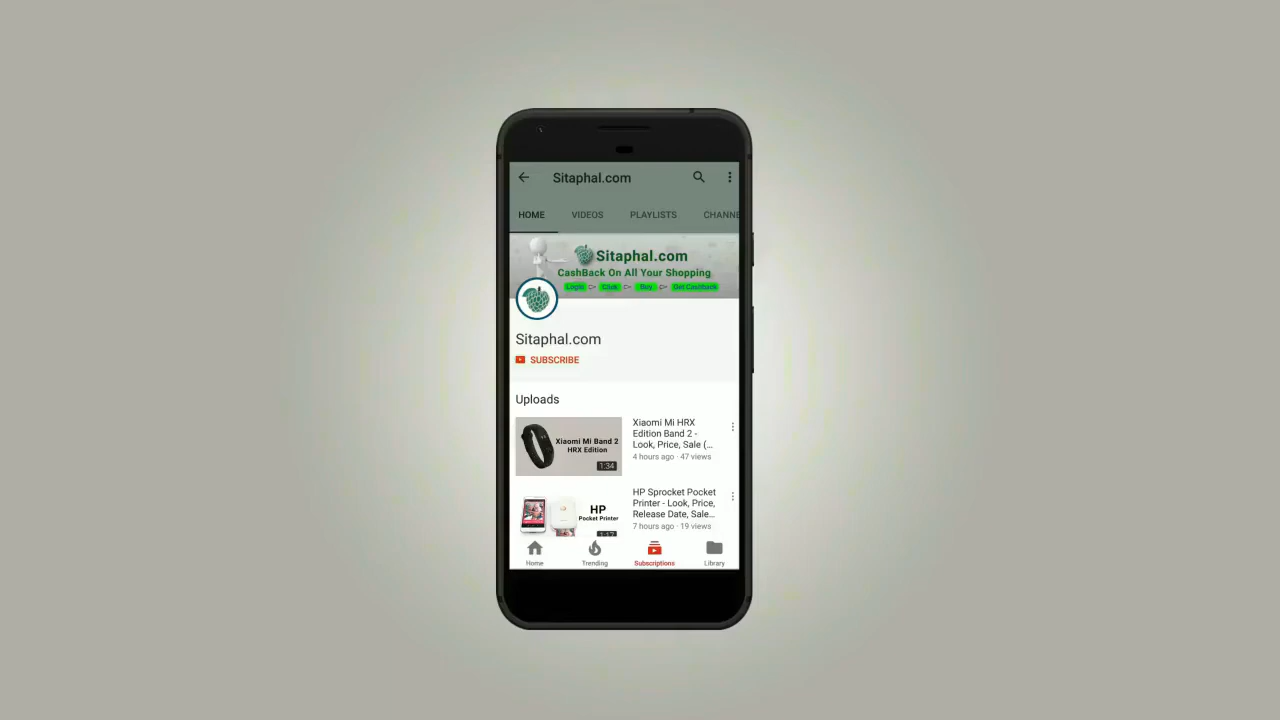 Sitaphal.com
HOME VIDEOS PLAYLISTS CHANNE
Sitaphal.com
CashBack On All Your Shopping
Login Click Buy Get Cashback
Sitaphal.com
SUBSCRIBE
Uploads
Xiaomi Mi Band 2
HRX Edition
1:34
Xiaomi Mi HRX
Edition Band 2 -
Look, Price, Sale (...
4 hours ago · 47 views
HP
Pocket Printer
1:17
HP Sprocket Pocket
Printer - Look, Price,
Release Date, Sale...
7 hours ago · 19 views
Home Trending Subscriptions Library